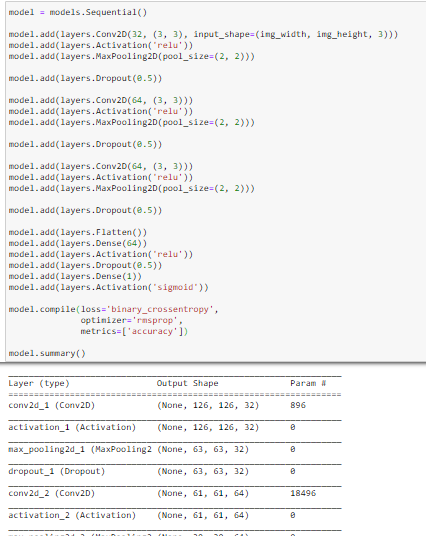 model = models.Sequential()
model.add(layers.Conv2D(32, (3, 3), input_shape=(img_width, img_height, 3)))
model.add(layers.Activation('relu'))
model.add(layers.MaxPooling2D(pool_size=(2, 2)))
model.add(layers.Dropout(0.5))
model.add(layers.Conv2D(64, (3, 3)))
model.add(layers.Activation('relu'))
model.add(layers.MaxPooling2D(pool_size=(2, 2)))
model.add(layers.Dropout(0.5))
model.add(layers.Conv2D(64, (3, 3)))
model.add(layers.Activation('relu'))
model.add(layers.MaxPooling2D(pool_size=(2, 2)))
model.add(layers.Dropout(0.5))
model.add(layers.Flatten())
model.add(layers.Dense(64))
model.add(layers.Activation('relu'))
model.add(layers.Dropout(0.5))
model.add(layers.Dense(1))
model.add(layers.Activation('sigmoid'))
model.compile(loss='binary_crossentropy',
optimizer='rmsprop',
metrics=['accuracy'])
model.summary()
Layer (type) Output Shape Param #
conv2d_1 (Conv2D) (None, 126, 126, 32) 896
activation_1 (Activation) (None, 126, 126, 32) 0
max_pooling2d_1 (MaxPooling2 (None, 63, 63, 32) 0
dropout_1 (Dropout) (None, 63, 63, 32) 0
conv2d_2 (Conv2D) (None, 61, 61, 64) 18496
activation_2 (Activation) (None, 61, 61, 64) 0